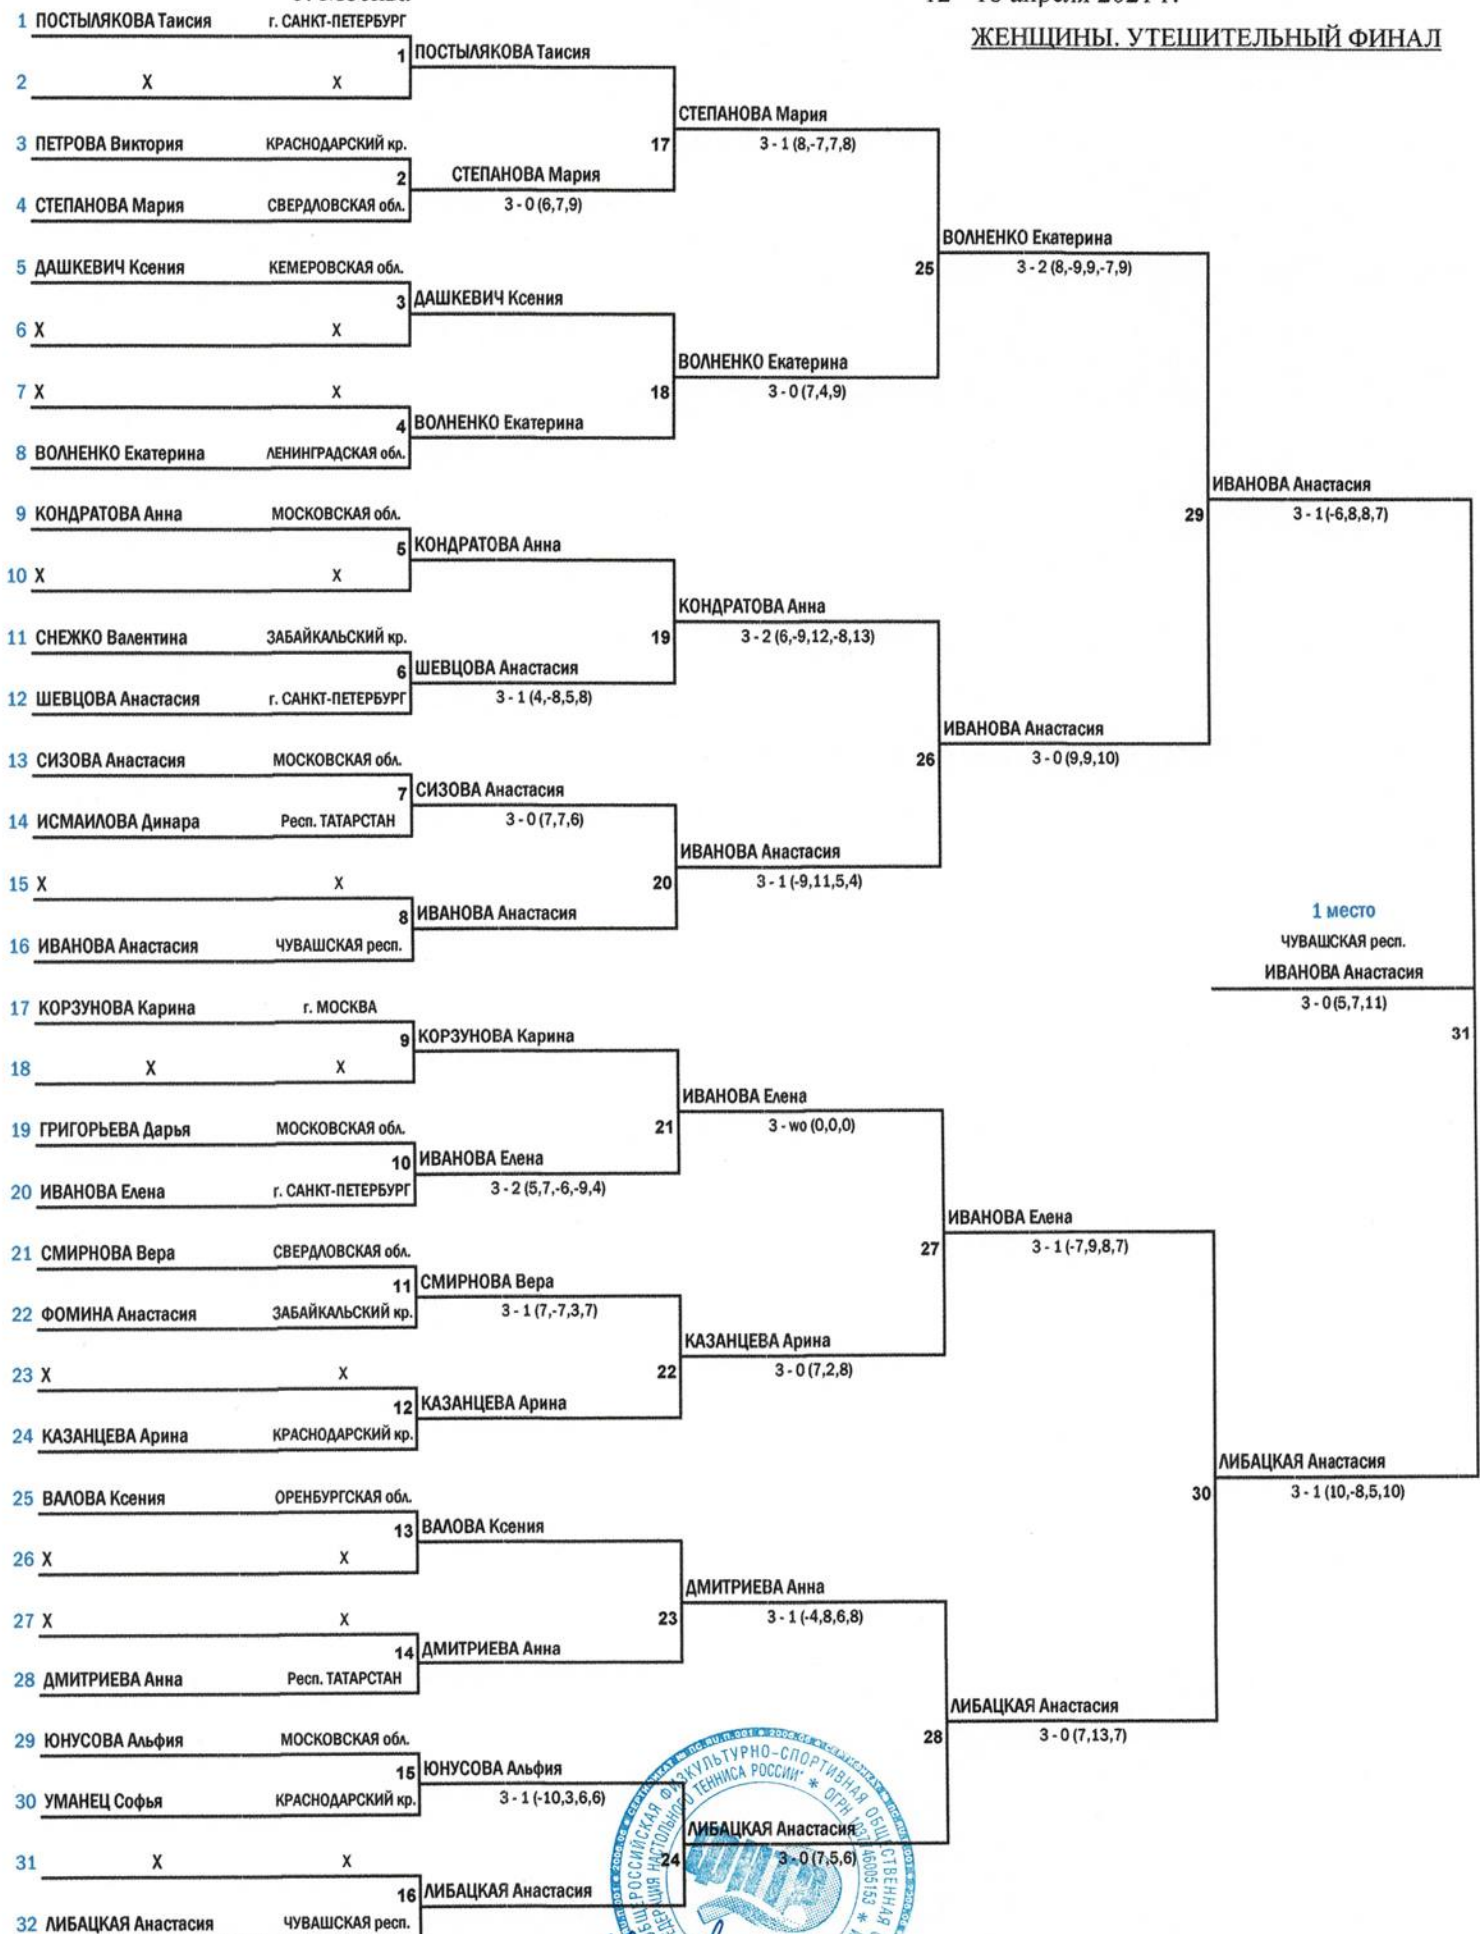 1 ПОСТЫЛЯКОВА Таисия г. САНКТ-ПЕТЕРБУРГ
ЖЕНЩИНЫ. УТЕШИТЕЛЬНЫЙ ФИНАЛ
1 ПОСТЫЛЯКОВА Таисия
2 X X
СТЕПАНОВА Мария
3 ПЕТРОВА Виктория КРАСНОДАРСКИЙ кр.
17
3 - 1 (8,-7,7,8)
2 СТЕПАНОВА Мария
4 СТЕПАНОВА Мария СВЕРДЛОВСКАЯ обл.
3 - 0 (6,7,9)
ВОЛНЕНКО Екатерина
5 ДАШКЕВИЧ Ксения КЕМЕРОВСКАЯ обл.
25
3 - 2 (8,-9,9,-7,9)
3 ДАШКЕВИЧ Ксения
6 X X
ВОЛНЕНКО Екатерина
7 X X
18
3 - 0 (7,4,9)
4 ВОЛНЕНКО Екатерина
8 ВОЛНЕНКО Екатерина ЛЕНИНГРАДСКАЯ обл.
ИВАНОВА Анастасия
9 КОНДРАТОВА Анна МОСКОВСКАЯ обл.
29
3 - 1 (-6,8,8,7)
5 КОНДРАТОВА Анна
10 X X
КОНДРАТОВА Анна
11 СНЕЖКО Валентина ЗАБАЙКАЛЬСКИЙ кр.
19
3 - 2 (6,-9,12,-8,13)
6 ШЕВЦОВА Анастасия
12 ШЕВЦОВА Анастасия г. САНКТ-ПЕТЕРБУРГ
3 - 1 (4,-8,5,8)
ИВАНОВА Анастасия
13 СИЗОВА Анастасия МОСКОВСКАЯ обл.
26
3 - 0 (9,9,10)
7 СИЗОВА Анастасия
14 ИСМАИЛОВА Динара Респ. ТАТАРСТАН
3 - 0 (7,7,6)
ИВАНОВА Анастасия
15 X X
20
3 - 1 (-9,11,5,4)
8 ИВАНОВА Анастасия
1 место
16 ИВАНОВА Анастасия ЧУВАШСКАЯ респ.
ЧУВАШСКАЯ респ.
ИВАНОВА Анастасия
17 КОРЗУНОВА Карина г. МОСКВА
3 - 0 (5,7,11)
31
9 КОРЗУНОВА Карина
18 X X
ИВАНОВА Елена
19 ГРИГОРЬЕВА Дарья МОСКОВСКАЯ обл.
21
3 - wo (0,0,0)
10 ИВАНОВА Елена
20 ИВАНОВА Елена г. САНКТ-ПЕТЕРБУРГ
3 - 2 (5,7,-6,-9,4)
ИВАНОВА Елена
21 СМИРНОВА Вера СВЕРДЛОВСКАЯ обл.
27
3 - 1 (-7,9,8,7)
11 СМИРНОВА Вера
22 ФОМИНА Анастасия ЗАБАЙКАЛЬСКИЙ кр.
3 - 1 (7,-7,3,7)
КАЗАНЦЕВА Арина
23 X X
22
3 - 0 (7,2,8)
12 КАЗАНЦЕВА Арина
24 КАЗАНЦЕВА Арина КРАСНОДАРСКИЙ кр.
ЛИБАЦКАЯ Анастасия
25 ВАЛОВА Ксения ОРЕНБУРГСКАЯ обл.
30
3 - 1 (10,-8,5,10)
13 ВАЛОВА Ксения
26 X X
ДМИТРИЕВА Анна
27 X X
23
3 - 1 (-4,8,6,8)
14 ДМИТРИЕВА Анна
28 ДМИТРИЕВА Анна Респ. ТАТАРСТАН
ЛИБАЦКАЯ Анастасия
29 ЮНУСОВА Альфия МОСКОВСКАЯ обл.
28
3 - 0 (7,13,7)
15 ЮНУСОВА Альфия
30 УМАНЕЦ Софья КРАСНОДАРСКИЙ кр.
3 - 1 (-10,3,6,6)
ЛИБАЦКАЯ Анастасия
31 X X
24
3 - 0 (7,5,6)
16 ЛИБАЦКАЯ Анастасия
32 ЛИБАЦКАЯ Анастасия ЧУВАШСКАЯ респ.
ОБЩЕРОССИЙСКАЯ ФИЗКУЛЬТУРНО-СПОРТИВНАЯ ОБЩЕСТВЕННАЯ
НАСТОЛЬНОГО ТЕННИСА РОССИИ" * ОГРН 1037746005153 *
ФНТР